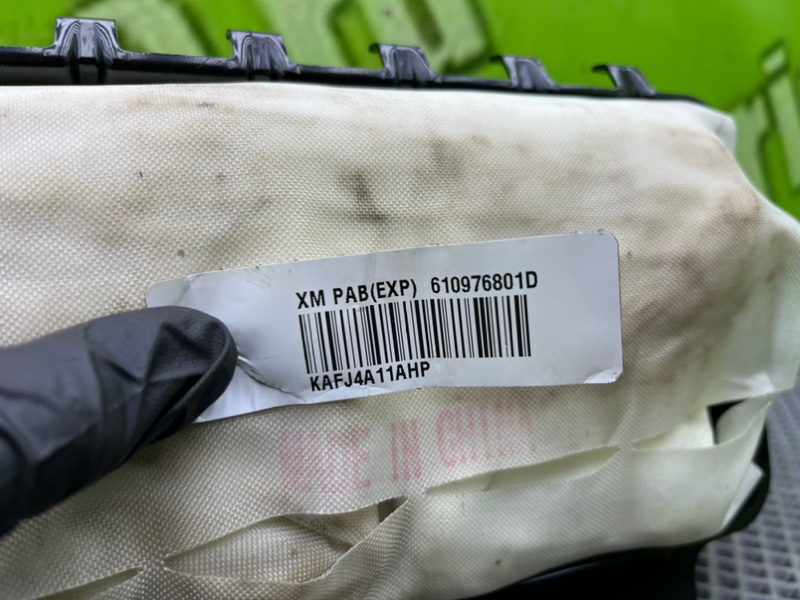 XM PAB(EXP) 610976801D
KAFJ4A11AHP
MADE IN CHINA